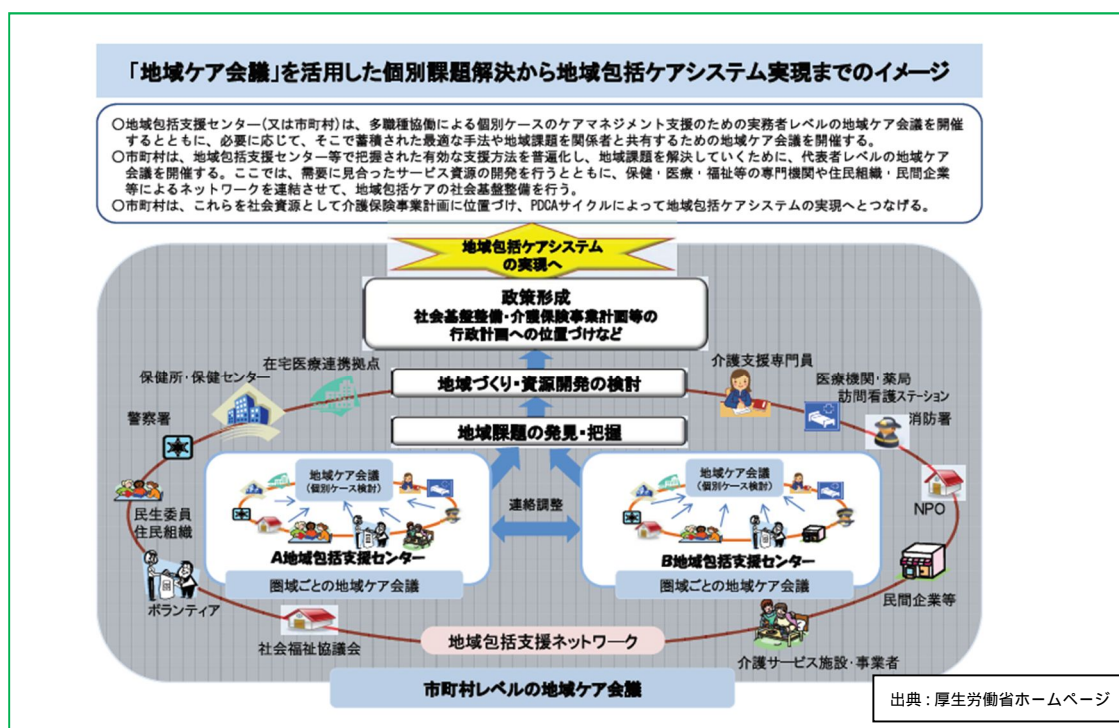 「地域ケア会議」を活用した個別課題解決から地域包括ケアシステム実現までのイメージ
○地域包括支援センター(又は市町村)は、多職種協働による個別ケースのケアマネジメント支援のための実務者レベルの地域ケア会議を開催
するとともに、必要に応じて、そこで蓄積された最適な手法や地域課題を関係者と共有するための地域ケア会議を開催する。
○市町村は、地域包括支援センター等で把握された有効な支援方法を普遍化し、地域課題を解決していくために、代表者レベルの地域ケア
会議を開催する。ここでは、需要に見合ったサービス資源の開発を行うとともに、保健・医療・福祉等の専門機関や住民組織・民間企業
等によるネットワークを連結させて、地域包括ケアの社会基盤整備を行う。
○市町村は、これらを社会資源として介護保険事業計画に位置づけ、PDCAサイクルによって地域包括ケアシステムの実現へとつなげる。
地域包括ケアシステム
の実現へ
政策形成
社会基盤整備・介護保険事業計画等の
行政計画への位置づけなど
地域づくり・資源開発の検討
地域課題の発見・把握
在宅医療連携拠点
保健所・保健センター
警察署
民生委員
住民組織
ボランティア
社会福祉協議会
介護支援専門員
医療機関・薬局
訪問看護ステーション
消防署
NPO
民間企業等
介護サービス施設・事業者
地域ケア会議
(個別ケース検討)
A地域包括支援センター
圏域ごとの地域ケア会議
連絡調整
地域ケア会議
(個別ケース検討)
B地域包括支援センター
圏域ごとの地域ケア会議
地域包括支援ネットワーク
市町村レベルの地域ケア会議
出典:厚生労働省ホームページ